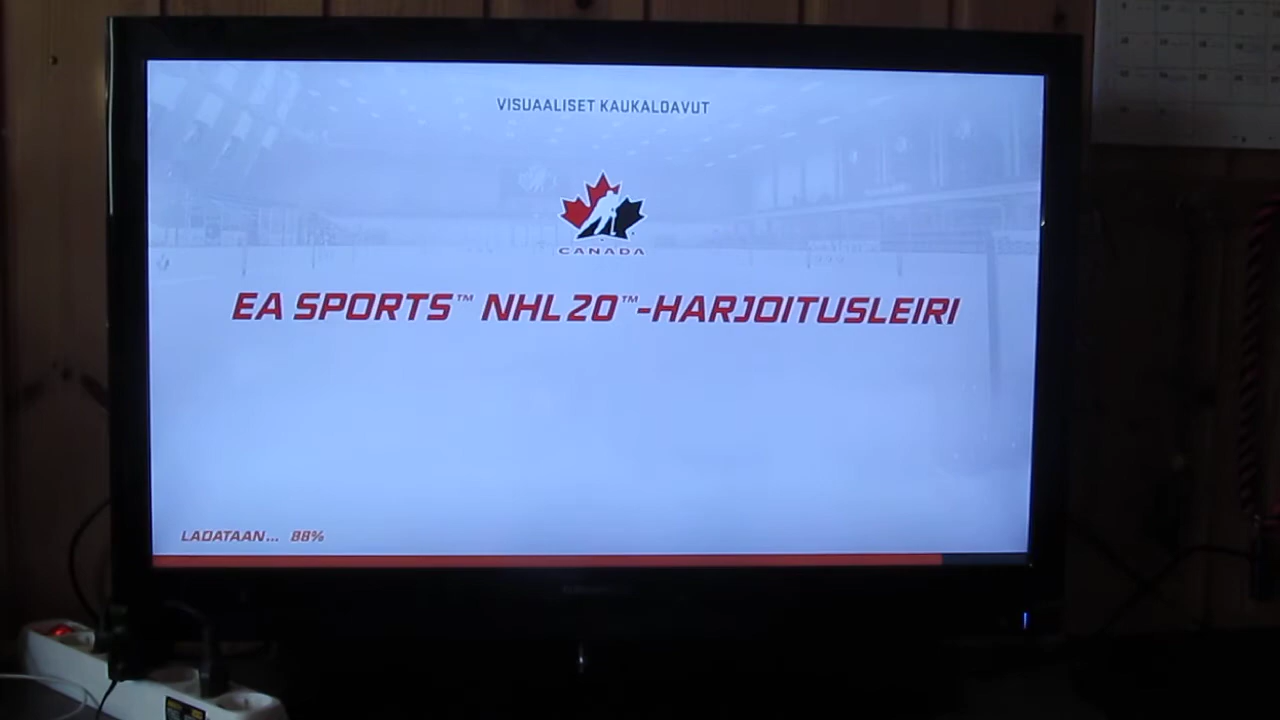 VISUAALISET KAUKALOAVUT
CANADA
EA SPORTS™ NHL 20™-HARJOITUSLEIRI
LADATAAN... 88%